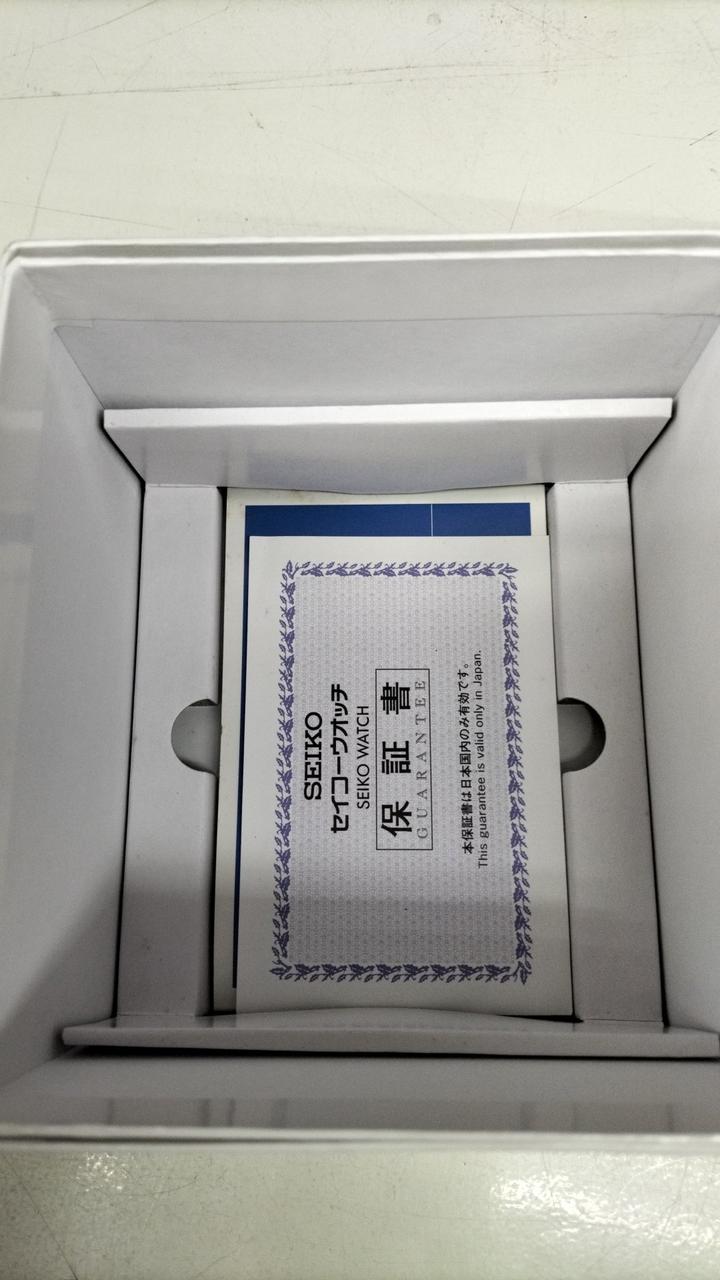 SEIKO
セイコーウオッチ
SEIKO WATCH
保証書
GUARANTEE
本保証書は日本国内のみ有効です。
This guarantee is valid only in Japan.